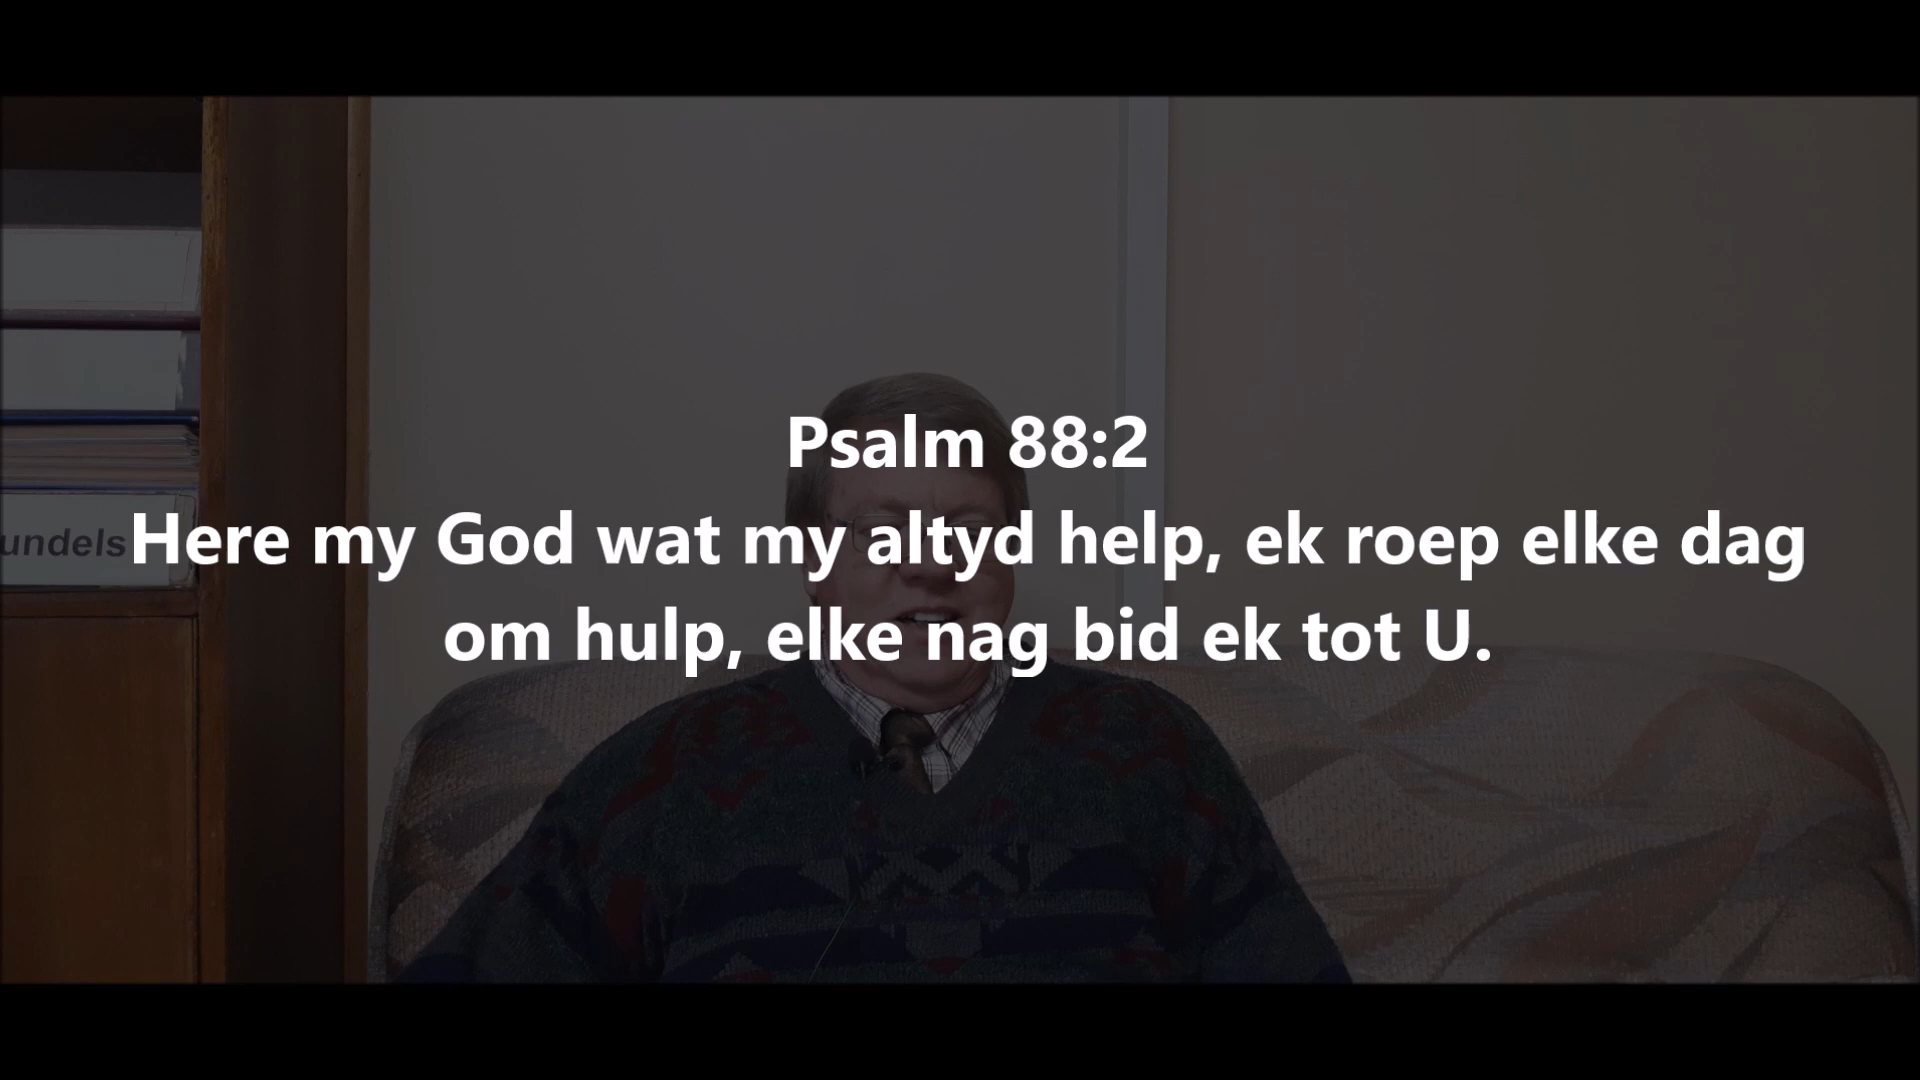 Psalm 88:2
undels
Here my God wat my altyd help, ek roep elke dag
om hulp, elke nag bid ek tot U.